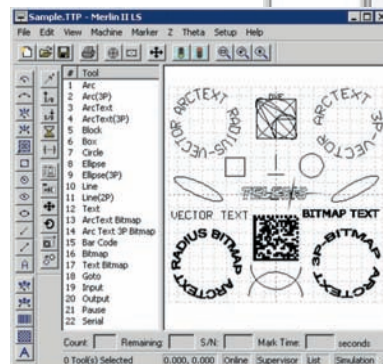 Sample.TTP - Merlin II LS
File Edit View Machine Marker Z Theta Setup Help
# Tool
1 Arc
2 Arc(3P)
3 ArcText
4 ArcText(3P)
5 Block
6 Box
7 Circle
8 Ellipse
9 Ellipse(3P)
10 Line
11 Line(2P)
12 Text
13 ArcText Bitmap
14 Arc Text 3P Bitmap
15 Bar Code
16 Bitmap
17 Text Bitmap
18 Goto
19 Input
20 Output
21 Pause
22 Serial
VECTOR ARCTEXT RADIUS-
3P-VECTOR ARCTEXT
TELESIS
VECTOR TEXT
BITMAP TEXT
RADIUS BITMAP ARCTEXT
3P-BITMAP ARCTEXT
Count: Remaining: S/N: Mark Time: seconds
0 Tool(s) Selected 0.000, 0.000 Online Supervisor List Simulation